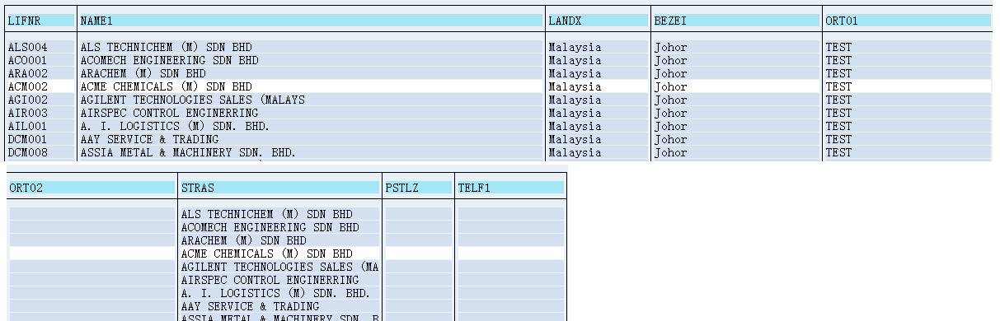 LIFNR NAME1 LANDX BEZEI ORT01
ALS004 ALS TECHNICHEM (M) SDN BHD Malaysia Johor TEST
ACO001 ACOMECH ENGINEERING SDN BHD Malaysia Johor TEST
ARA002 ARACHEM (M) SDN BHD Malaysia Johor TEST
ACM002 ACME CHEMICALS (M) SDN BHD Malaysia Johor TEST
AGI002 AGILENT TECHNOLOGIES SALES (MALAYS Malaysia Johor TEST
AIR003 AIRSPEC CONTROL ENGINERRING Malaysia Johor TEST
AIL001 A. I. LOGISTICS (M) SDN. BHD. Malaysia Johor TEST
DCM001 AAY SERVICE & TRADING Malaysia Johor TEST
DCM008 ASSIA METAL & MACHINERY SDN. BHD. Malaysia Johor TEST
ORT02 STRAS PSTLZ TELF1
ALS TECHNICHEM (M) SDN BHD
ACOMECH ENGINEERING SDN BHD
ARACHEM (M) SDN BHD
ACME CHEMICALS (M) SDN BHD
AGILENT TECHNOLOGIES SALES (MA
AIRSPEC CONTROL ENGINERRING
A. I. LOGISTICS (M) SDN. BHD.
AAY SERVICE & TRADING
ASSIA METAL & MACHINERY SDN. B